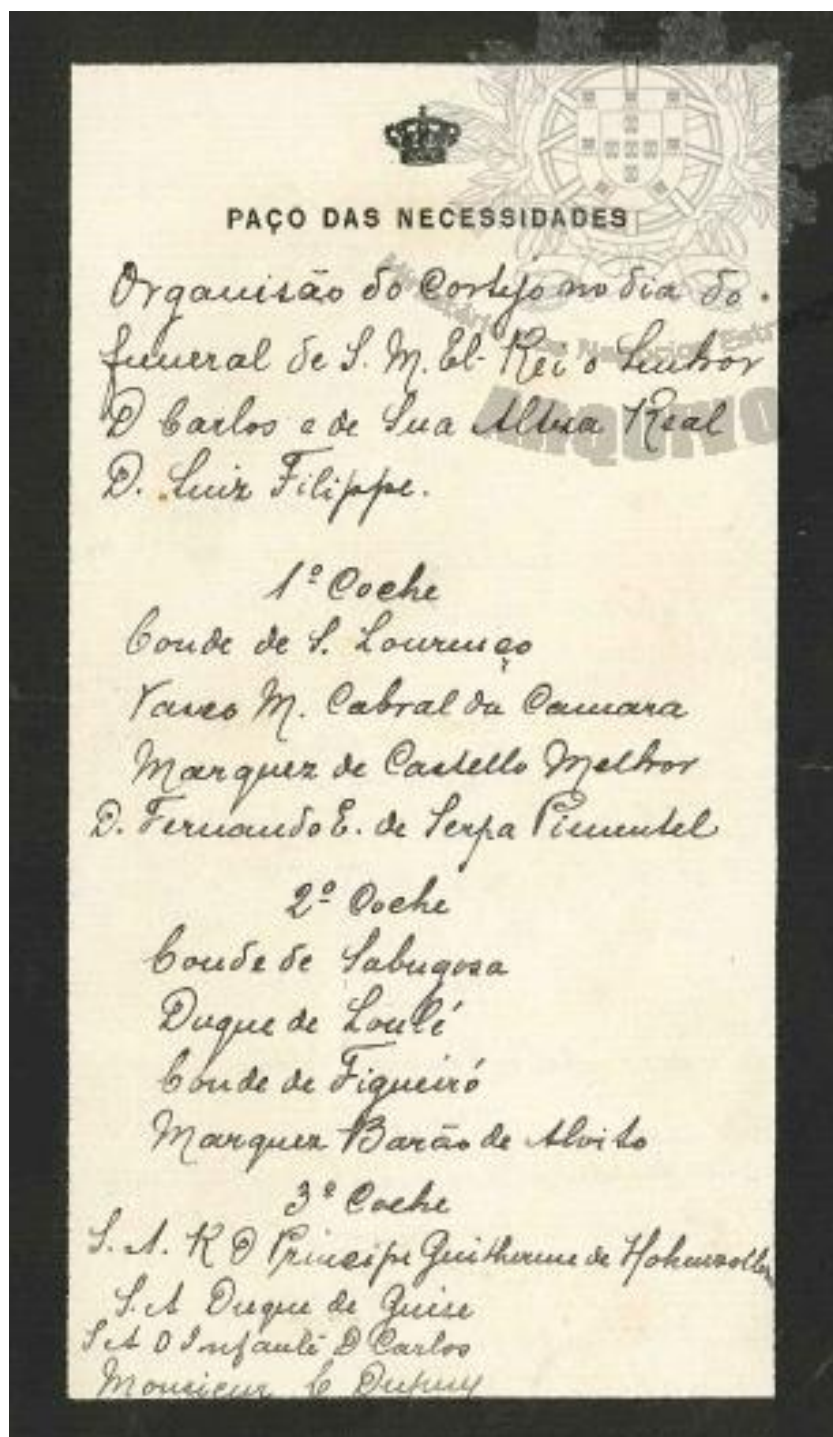 PAÇO DAS NECESSIDADES
Organisão do Cortejo no dia do
funeral de S. M. El-Rei o Senhor
D Carlos e de Sua Altesa Real
D. Luiz Filippe.
1º Coche
Conde de S. Lourenço
Vasco M. Cabral da Camara
Marquez de Castello Melhor
D. Fernando E. de Serpa Pimentel
2º Coche
Conde de Sabugosa
Duque de Loulé
Conde de Figueiró
Marquez Barão de Alvito
3º Coche
S. A. R O Principe Guilherme de Hohenzollern
S. A Duque de Guise
S A O Infante D Carlos
Monsieur C Dupuy
ARQUIVO